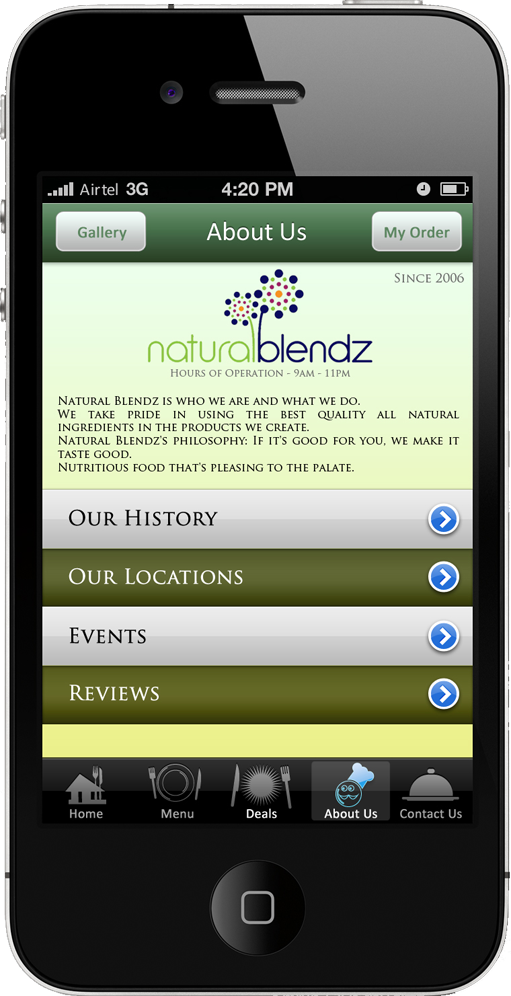 Airtel 3G 4:20 PM
Gallery About Us My Order
Since 2006
naturalblendz
Hours of Operation - 9am - 11pm
Natural Blendz is who we are and what we do.
We take pride in using the best quality all natural
ingredients in the products we create.
Natural Blendz's philosophy: If it's good for you, we make it
taste good.
Nutritious food that's pleasing to the palate.
Our History
Our Locations
Events
Reviews
Home Menu Deals About Us Contact Us